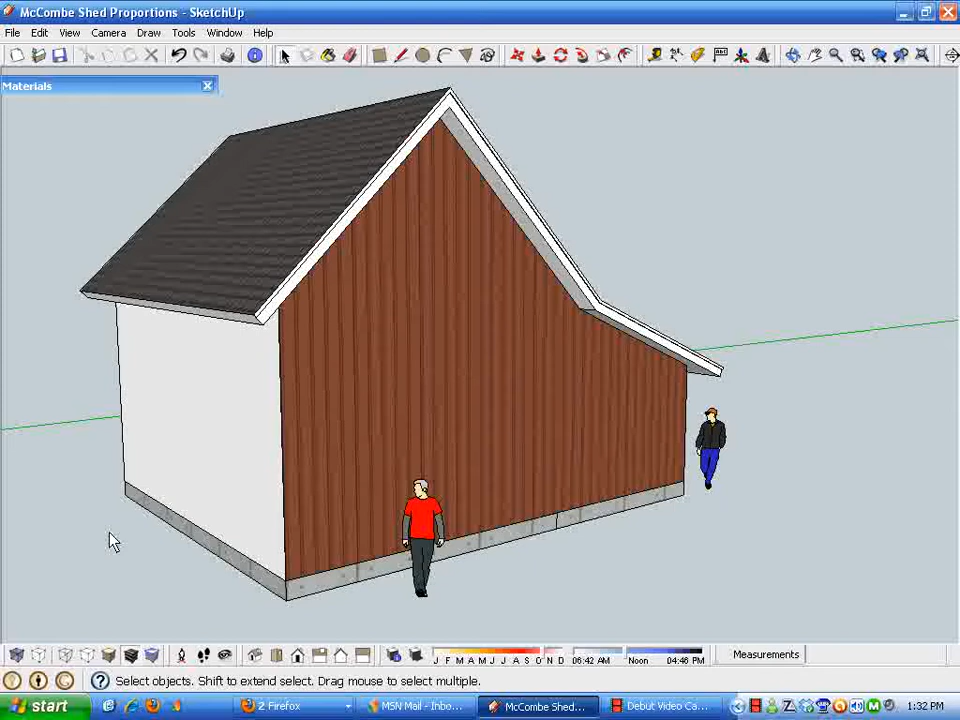 McCombe Shed Proportions - SketchUp
File Edit View Camera Draw Tools Window Help
Materials
J F M A M J J A S O N D 06:42 AM Noon 04:46 PM Measurements
Select objects. Shift to extend select. Drag mouse to select multiple.
start 2 Firefox MSN Mail - Inbo... McCombe Shed... Debut Video Ca... 1:32 PM